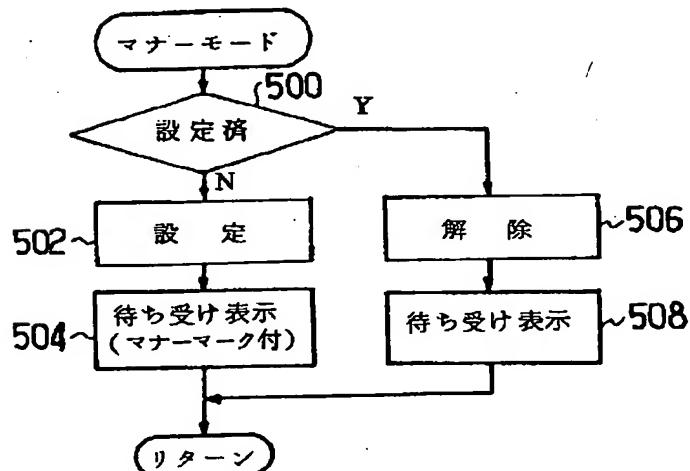 マナーモード
500
設定済
Y
N
502
設 定
解 除
506
504
待ち受け表示
(マナーマーク付)
待ち受け表示
508
リターン